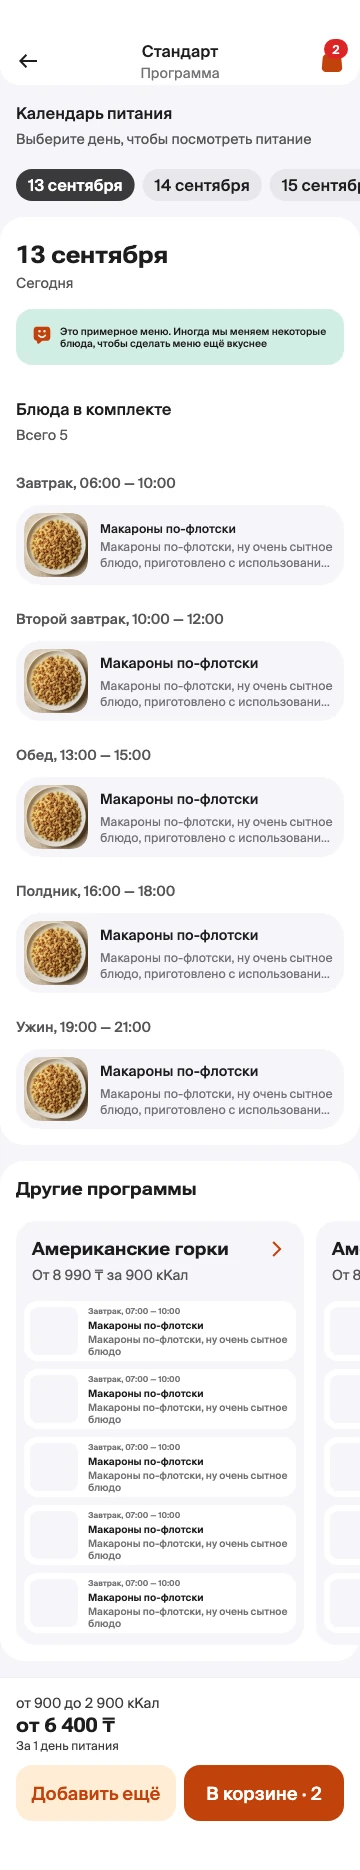 Стандарт
Программа
2
Календарь питания
Выберите день, чтобы посмотреть питание
13 сентября
14 сентября
15 сентяб
13 сентября
Сегодня
Это примерное меню. Иногда мы меняем некоторые
блюда, чтобы сделать меню ещё вкуснее
Блюда в комплекте
Всего 5
Завтрак, 06:00 – 10:00
Макароны по-флотски
Макароны по-флотски, ну очень сытное
блюдо, приготовлено с использовани...
Второй завтрак, 10:00 – 12:00
Макароны по-флотски
Макароны по-флотски, ну очень сытное
блюдо, приготовлено с использовани...
Обед, 13:00 – 15:00
Макароны по-флотски
Макароны по-флотски, ну очень сытное
блюдо, приготовлено с использовани...
Полдник, 16:00 – 18:00
Макароны по-флотски
Макароны по-флотски, ну очень сытное
блюдо, приготовлено с использовани...
Ужин, 19:00 – 21:00
Макароны по-флотски
Макароны по-флотски, ну очень сытное
блюдо, приготовлено с использовани...
Другие программы
Американские горки
От 8 990 ₸ за 900 кКал
Завтрак, 07:00 – 10:00
Макароны по-флотски
Макароны по-флотски, ну очень сытное
блюдо
Завтрак, 07:00 – 10:00
Макароны по-флотски
Макароны по-флотски, ну очень сытное
блюдо
Завтрак, 07:00 – 10:00
Макароны по-флотски
Макароны по-флотски, ну очень сытное
блюдо
Завтрак, 07:00 – 10:00
Макароны по-флотски
Макароны по-флотски, ну очень сытное
блюдо
Завтрак, 07:00 – 10:00
Макароны по-флотски
Макароны по-флотски, ну очень сытное
блюдо
Ам
От 8
от 900 до 2 900 кКал
от 6 400 ₸
За 1 день питания
Добавить ещё
В корзине · 2